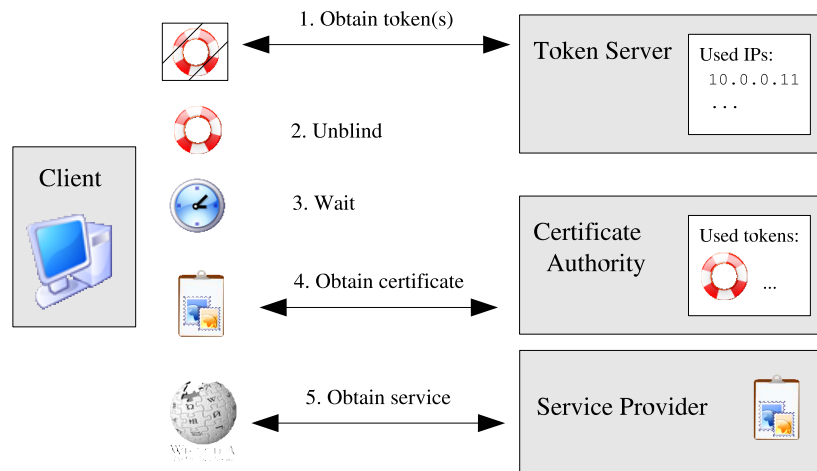 1. Obtain token(s)
Token Server
Used IPs:
10.0.0.11
...
2. Unblind
Client
3. Wait
Certificate
Authority
Used tokens:
...
4. Obtain certificate
5. Obtain service
Service Provider